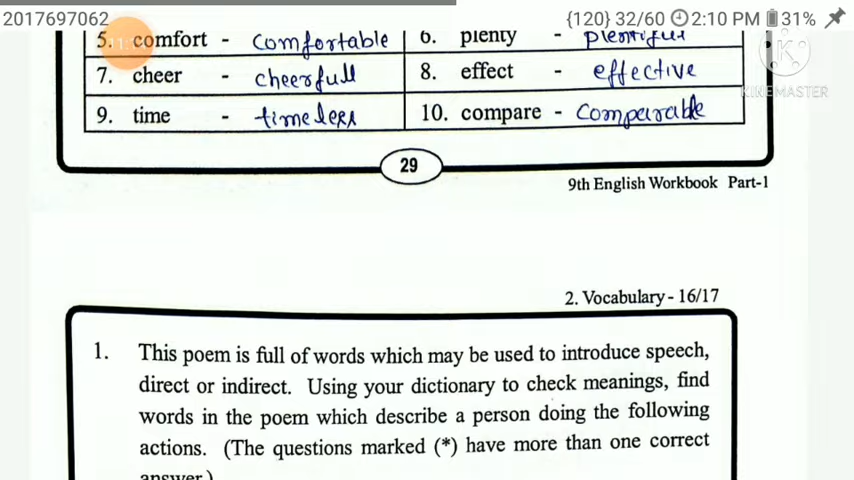 2017697062 {120} 32/60 2:10 PM 31%
5. comfort - comfortable 6. plenty - plentiful
KINEMASTER
7. cheer - cheerfull 8. effect - effective
9. time - timeless 10. compare - comparable
29
9th English Workbook Part-1
2. Vocabulary - 16/17
1. This poem is full of words which may be used to introduce speech,
direct or indirect. Using your dictionary to check meanings, find
words in the poem which describe a person doing the following
actions. (The questions marked (*) have more than one correct
answer.)